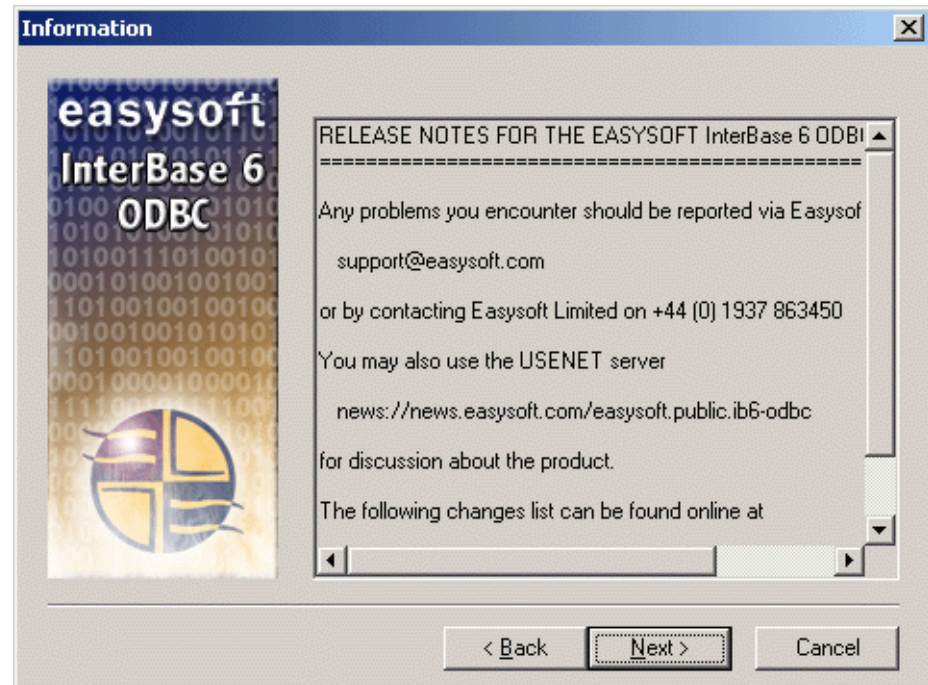 Information
easysoft
InterBase 6
ODBC
RELEASE NOTES FOR THE EASYSOFT InterBase 6 ODB
===============================================
Any problems you encounter should be reported via Easysof
support@easysoft.com
or by contacting Easysoft Limited on +44 (0) 1937 863450
You may also use the USENET server
news://news.easysoft.com/easysoft.public.ib6-odbc
for discussion about the product.
The following changes list can be found online at
< Back
Next >
Cancel